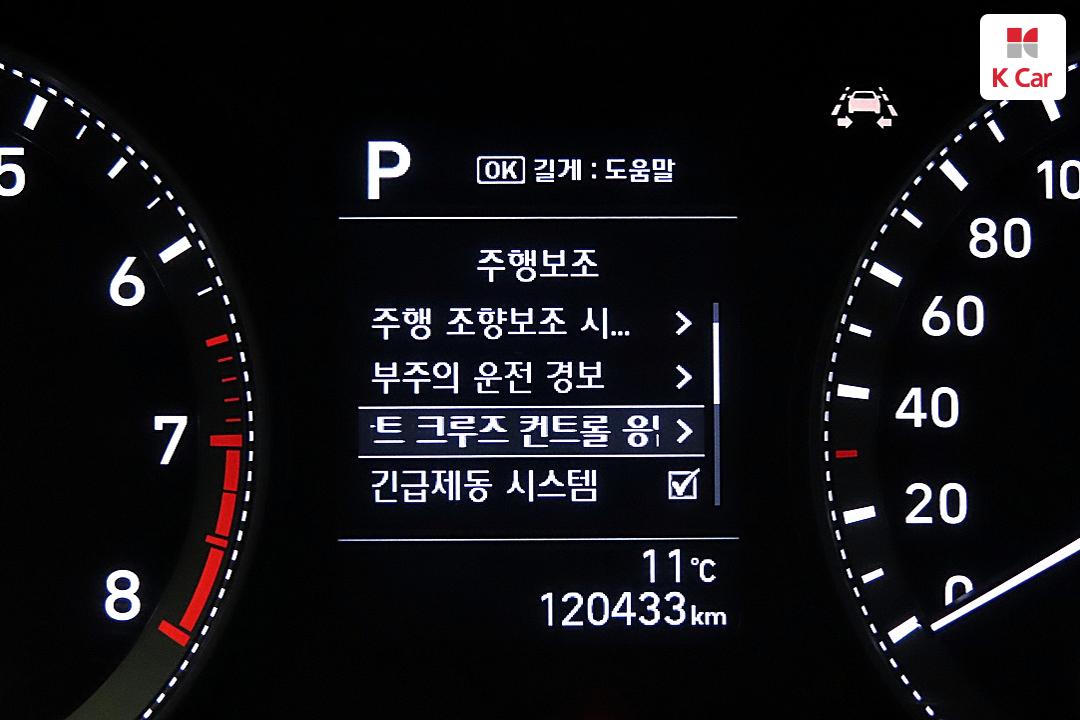 K Car
P
OK 길게 : 도움말
주행보조
주행 조향보조 시...
부주의 운전 경보
트 크루즈 컨트롤
긴급제동 시스템
11°C
120433km
5
6
7
8
10
80
60
40
20
0